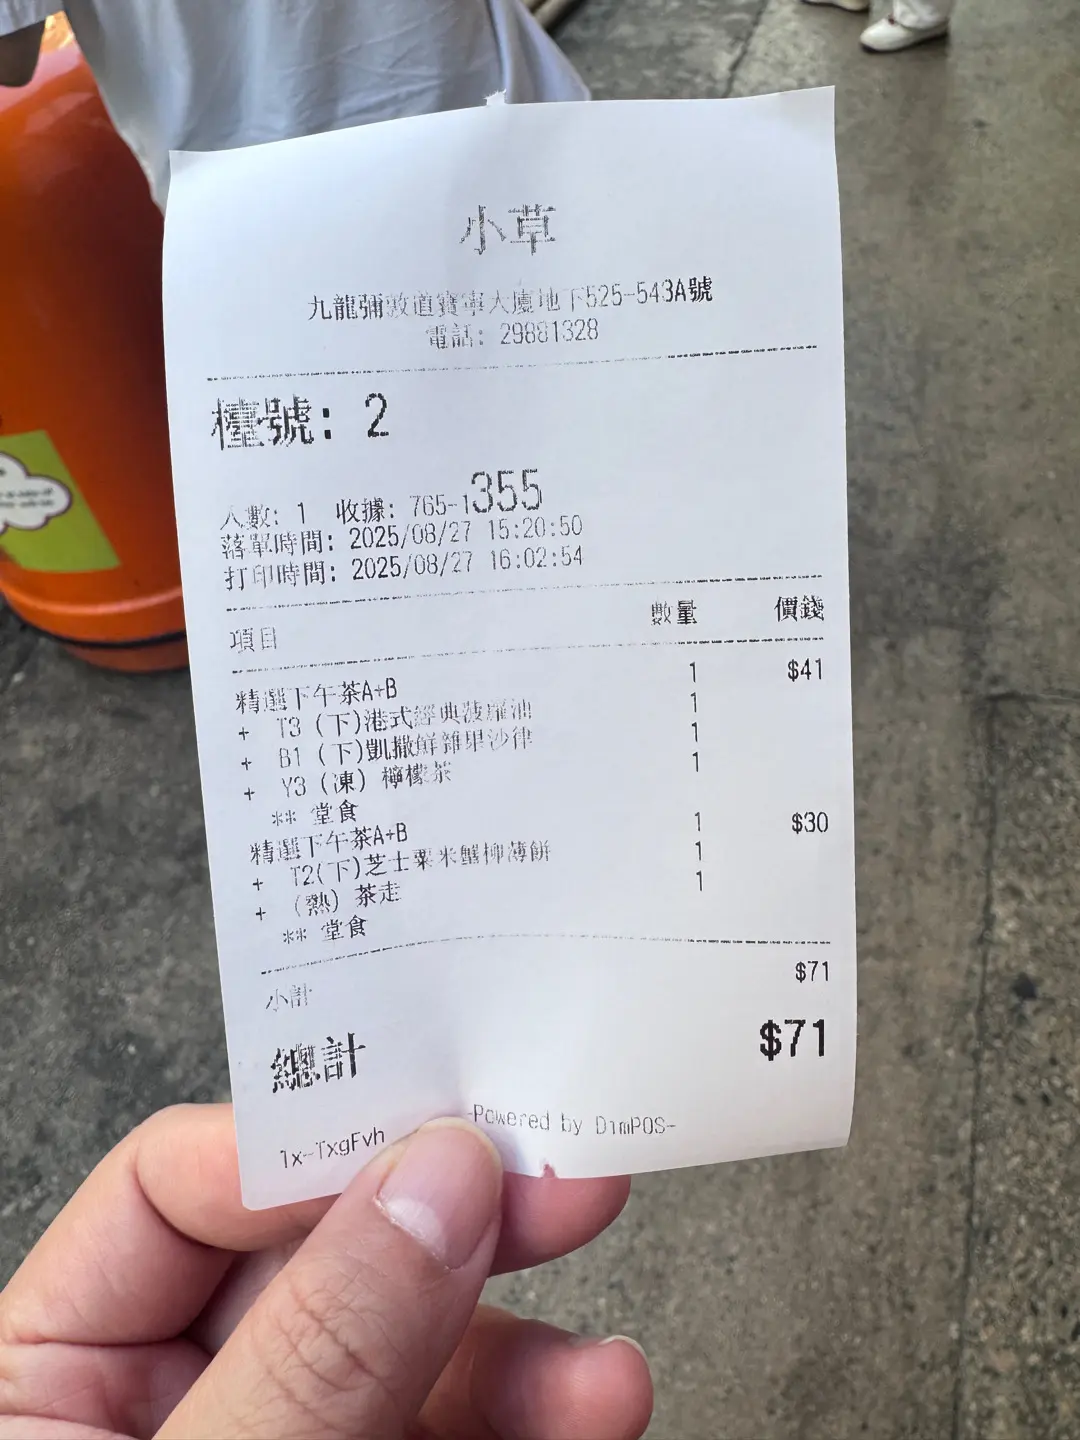 小草
九龍彌敦道寶寧大廈地下525-543A號
電話: 29881328
檯號: 2
人數: 1 收據: 765-1355
落單時間: 2025/08/27 15:20:50
打印時間: 2025/08/27 16:02:54
項目 數量 價錢
精選下午茶A+B 1 $41
+ T3 (下)港式經典菠羅油 1
+ B1 (下)凱撒鮮雜果沙律 1
+ Y3 (凍) 檸檬茶 1
** 堂食
精選下午茶A+B 1 $30
+ T2(下)芝士粟米蟹柳薄餅 1
+ (熱) 茶走 1
** 堂食
小計 $71
總計 $71
-Powered by DimPOS-
1x-TxgFvh